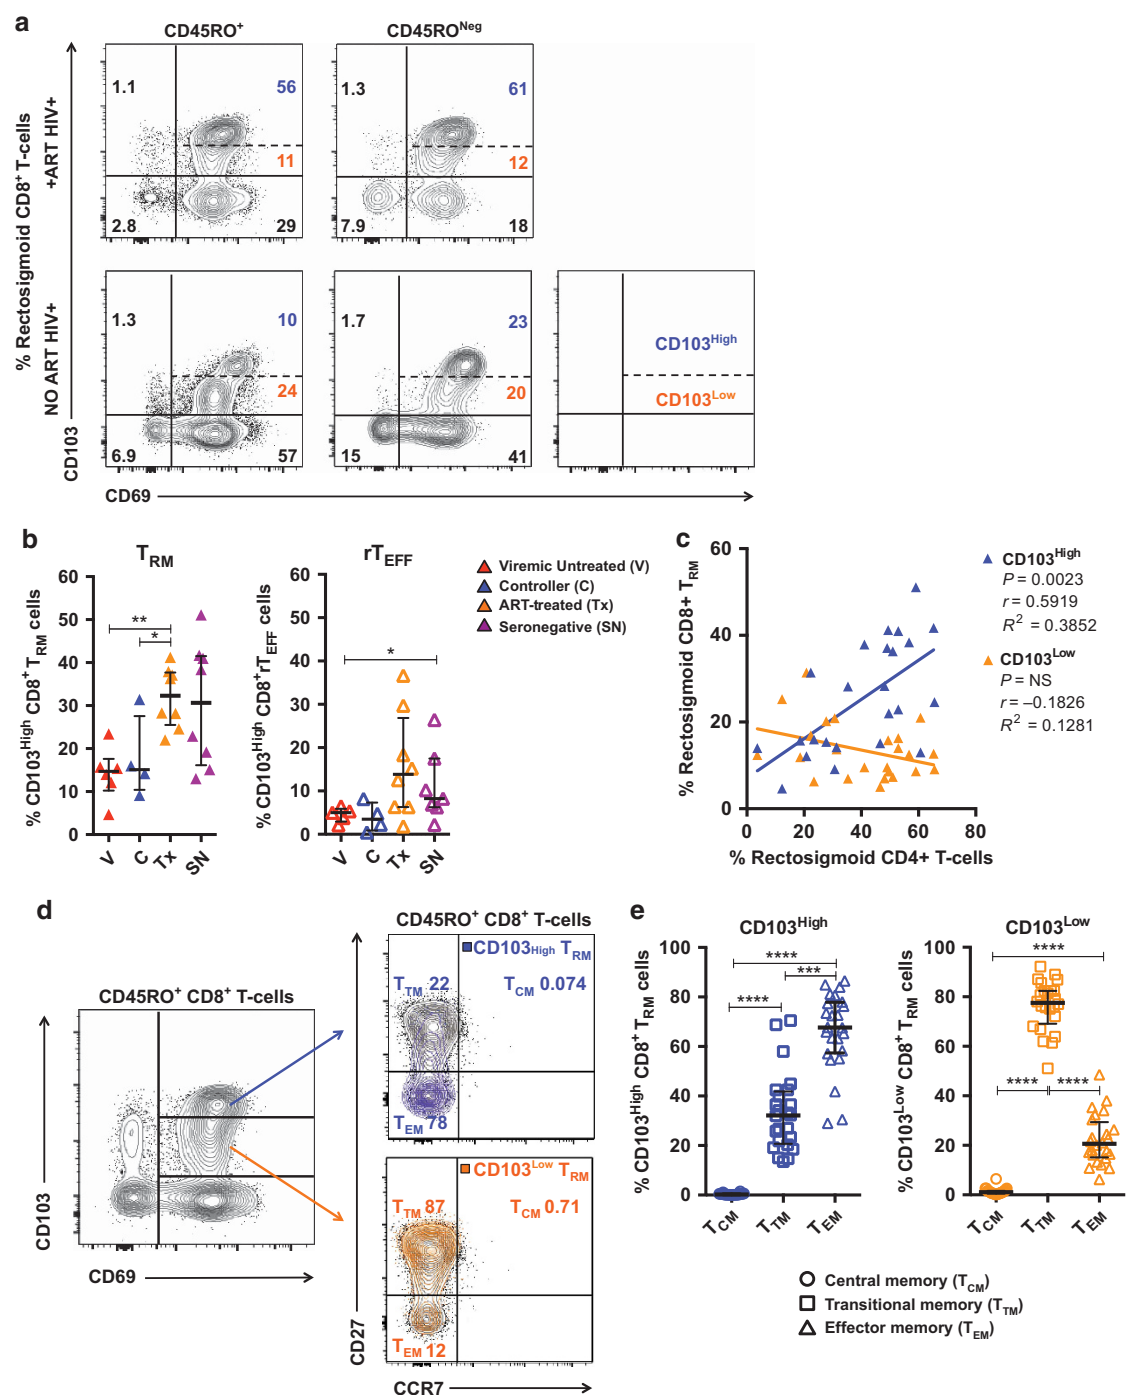 a
CD45RO+ CD45RONeg
% Rectosigmoid CD8+ T-cells
+ART HIV+
1.1 56
11
2.8 29
1.3 61
12
7.9 18
NO ART HIV+
1.3 10
24
6.9 57
1.7 23
20
15 41
CD103High
CD103Low
CD103
CD69
b
TRM
% CD103High CD8+ TRM cells
60
50
40
30
20
10
0
**
*
V C Tx SN
rTEFF
% CD103High CD8+rTEFF cells
60
50
40
30
20
10
0
*
V C Tx SN
Viremic Untreated (V)
Controller (C)
ART-treated (Tx)
Seronegative (SN)
c
% Rectosigmoid CD8+ TRM
60
40
20
0
0 20 40 60 80
% Rectosigmoid CD4+ T-cells
CD103High
P = 0.0023
r = 0.5919
R2 = 0.3852
CD103Low
P = NS
r = –0.1826
R2 = 0.1281
d
CD45RO+ CD8+ T-cells
CD103
CD69
CD45RO+ CD8+ T-cells
CD103High TRM
TTM 22 TCM 0.074
TEM 78
CD103Low TRM
TTM 87 TCM 0.71
TEM 12
CD27
CCR7
e
CD103High
% CD103High CD8+ TRM cells
100
80
60
40
20
0
****
***
****
TCM TTM TEM
CD103Low
% CD103Low CD8+ TRM cells
100
80
60
40
20
0
****
**** ****
TCM TTM TEM
Central memory (TCM)
Transitional memory (TTM)
Effector memory (TEM)